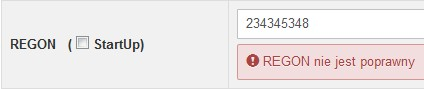 234345348
REGON ( StartUp)
REGON nie jest poprawny